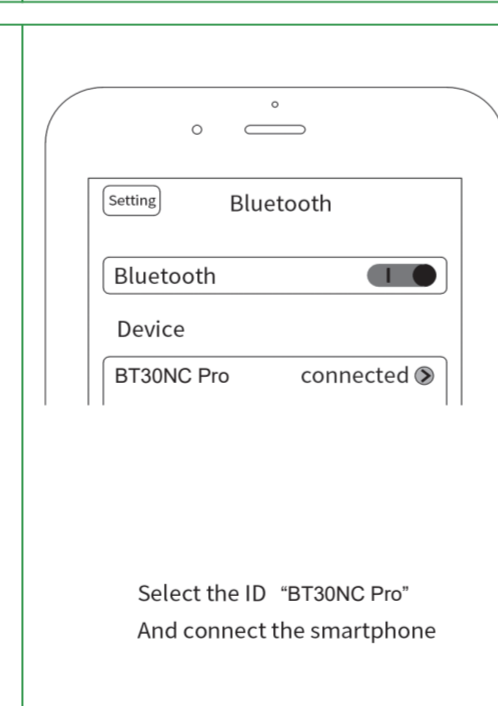 Setting Bluetooth
Bluetooth
Device
BT30NC Pro connected
Select the ID “BT30NC Pro”
And connect the smartphone